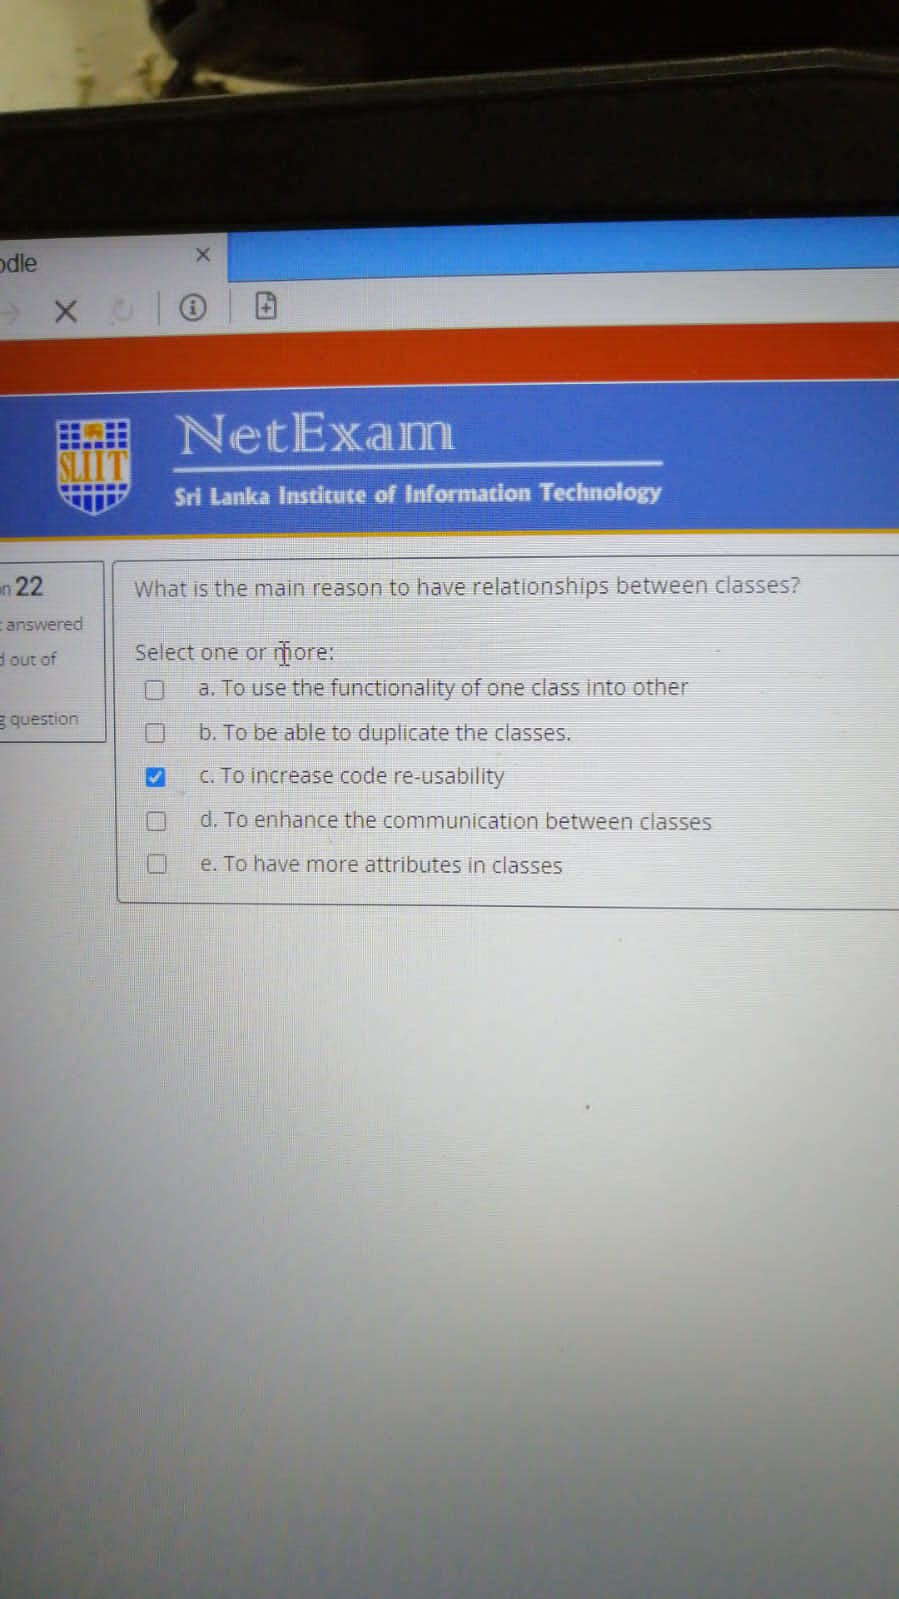 odle
NetExam
SLIIT
Sri Lanka Institute of Information Technology
n 22
answered
d out of
g question
What is the main reason to have relationships between classes?
Select one or more:
a. To use the functionality of one class into other
b. To be able to duplicate the classes.
c. To increase code re-usability
d. To enhance the communication between classes
e. To have more attributes in classes